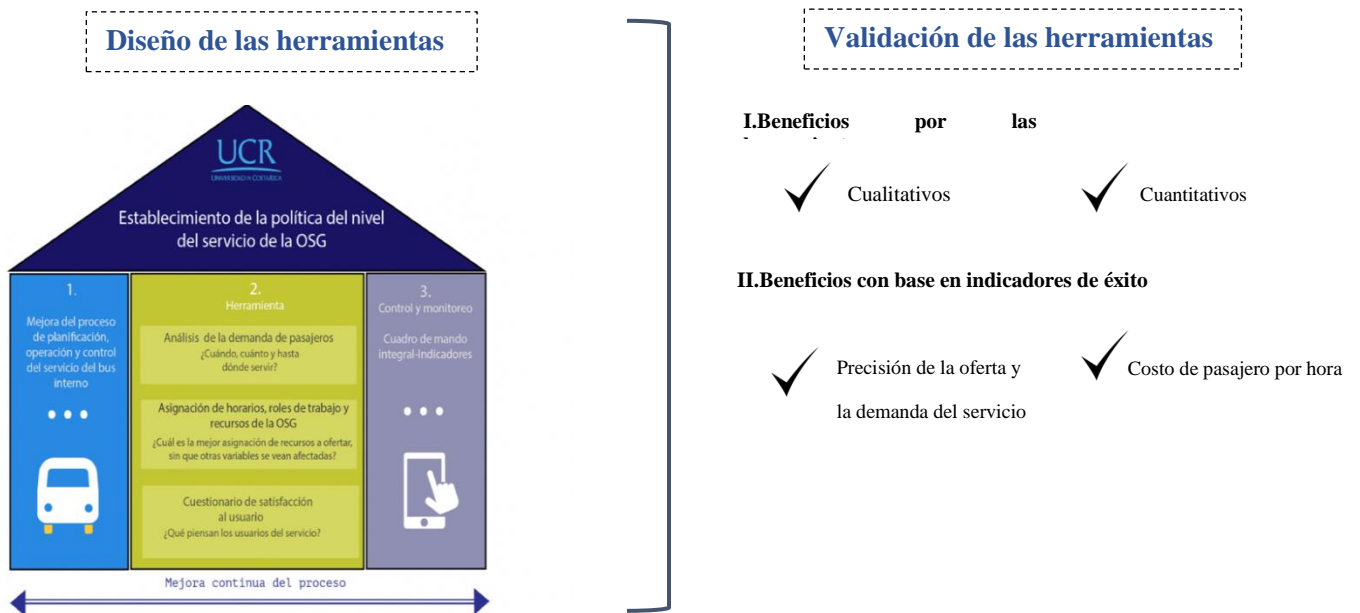 Diseño de las herramientas
UCR
UNIVERSIDAD DE COSTA RICA
Establecimiento de la política del nivel
del servicio de la OSG
1.
Mejora del proceso
de planificación,
operación y control
del servicio del bus
interno
2.
Herramienta
Análisis de la demanda de pasajeros
¿Cuándo, cuánto y hasta
dónde servir?
Asignación de horarios, roles de trabajo y
recursos de la OSG
¿Cuál es la mejor asignación de recursos a ofertar,
sin que otras variables se vean afectadas?
Cuestionario de satisfacción
al usuario
¿Qué piensan los usuarios del servicio?
3.
Control y monitoreo
Cuadro de mando
integral-Indicadores
Mejora continua del proceso
Validación de las herramientas
I.Beneficios por las
Cualitativos
Cuantitativos
II.Beneficios con base en indicadores de éxito
Precisión de la oferta y
la demanda del servicio
Costo de pasajero por hora